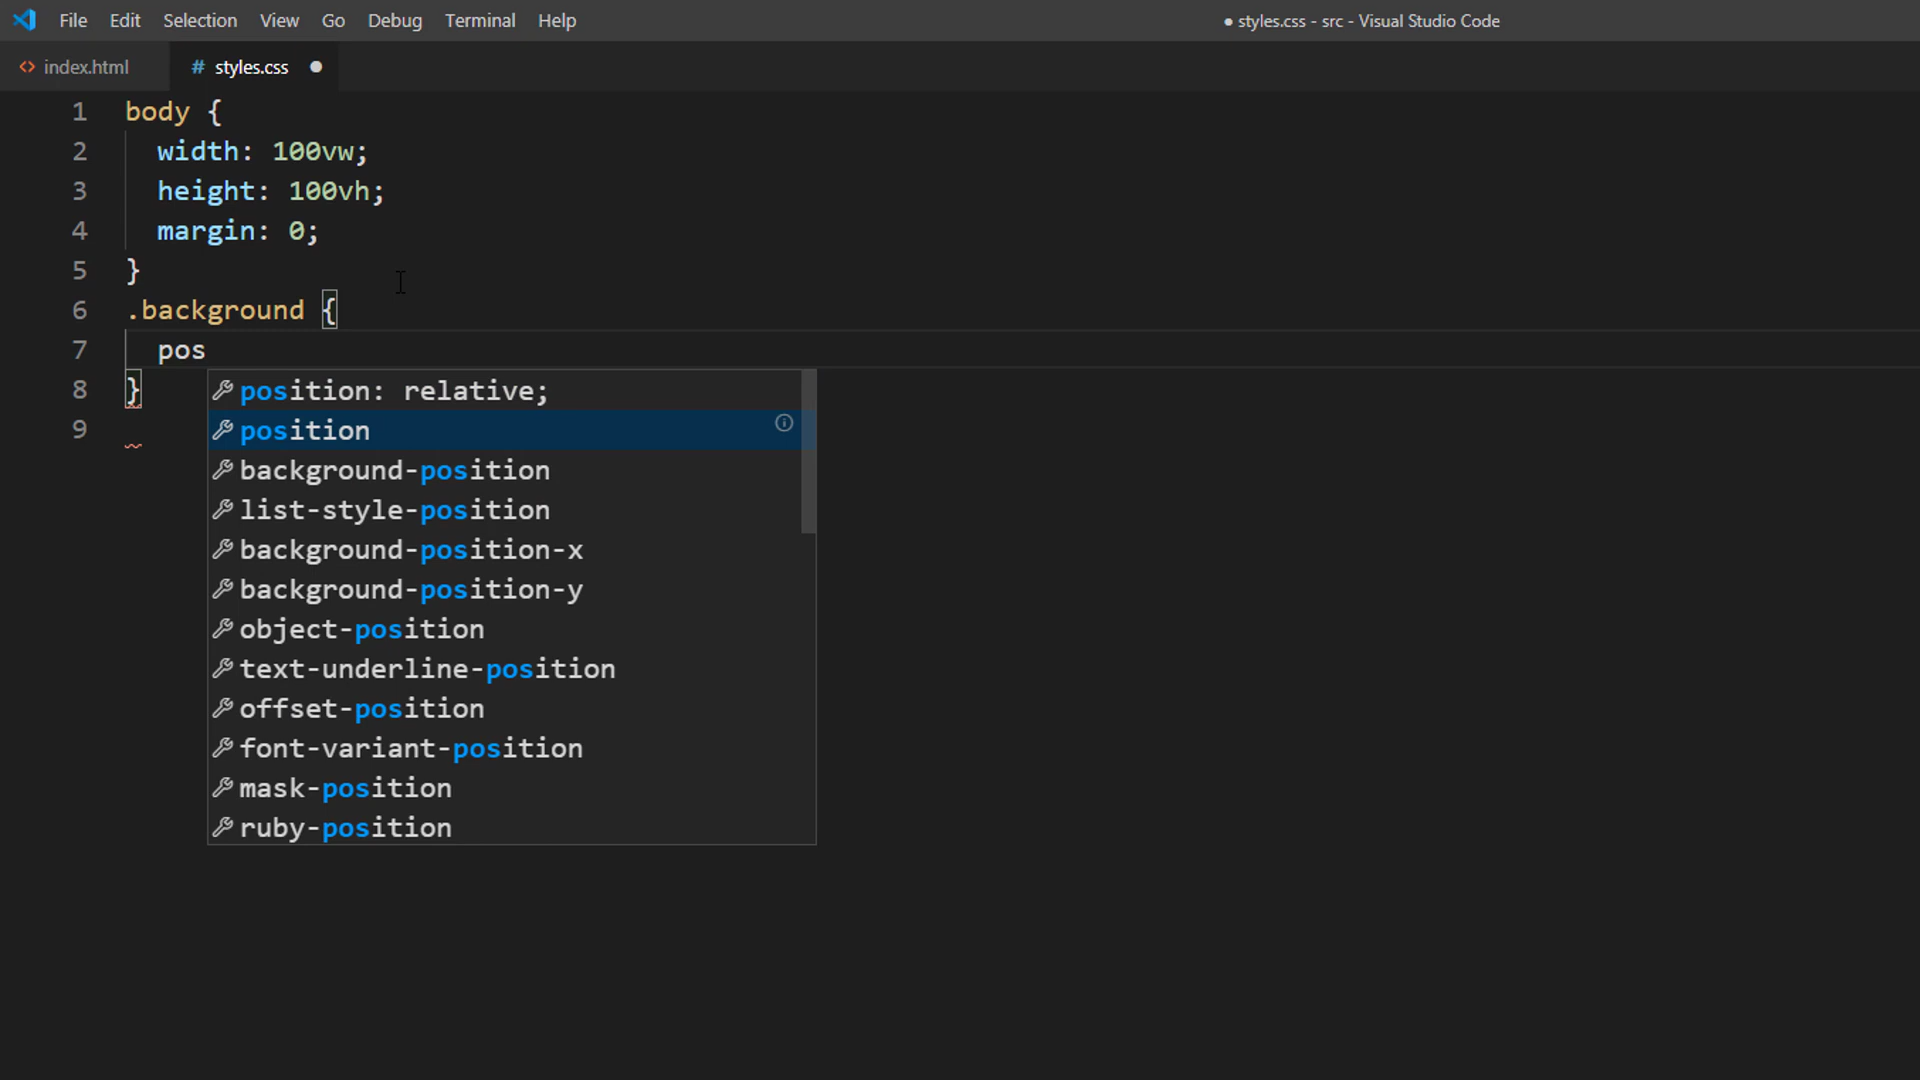 File Edit Selection View Go Debug Terminal Help ● styles.css - src - Visual Studio Code
<> index.html # styles.css ●
1 body {
2 width: 100vw;
3 height: 100vh;
4 margin: 0;
5 }
6 .background {
7 pos
8 }
position: relative;
9
position
background-position
list-style-position
background-position-x
background-position-y
object-position
text-underline-position
offset-position
font-variant-position
mask-position
ruby-position